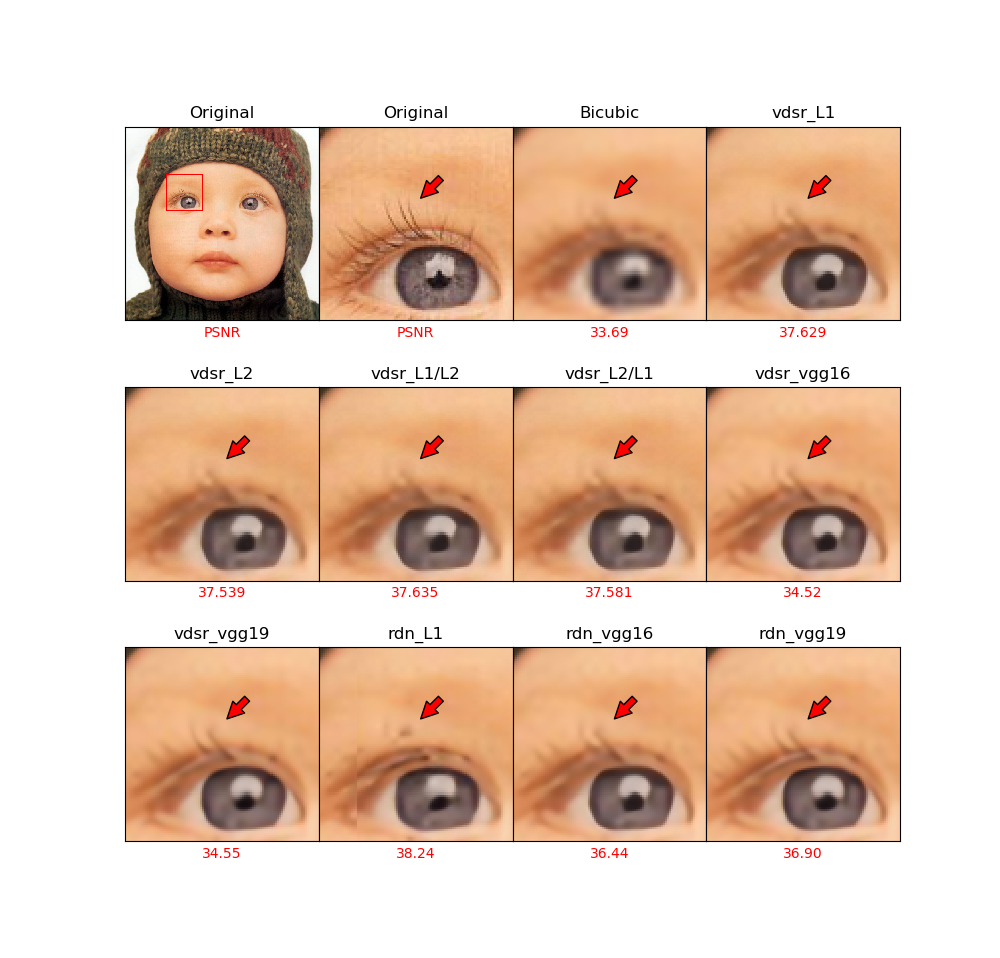 Original Original Bicubic vdsr_L1
PSNR PSNR 33.69 37.629
vdsr_L2 vdsr_L1/L2 vdsr_L2/L1 vdsr_vgg16
37.539 37.635 37.581 34.52
vdsr_vgg19 rdn_L1 rdn_vgg16 rdn_vgg19
34.55 38.24 36.44 36.90